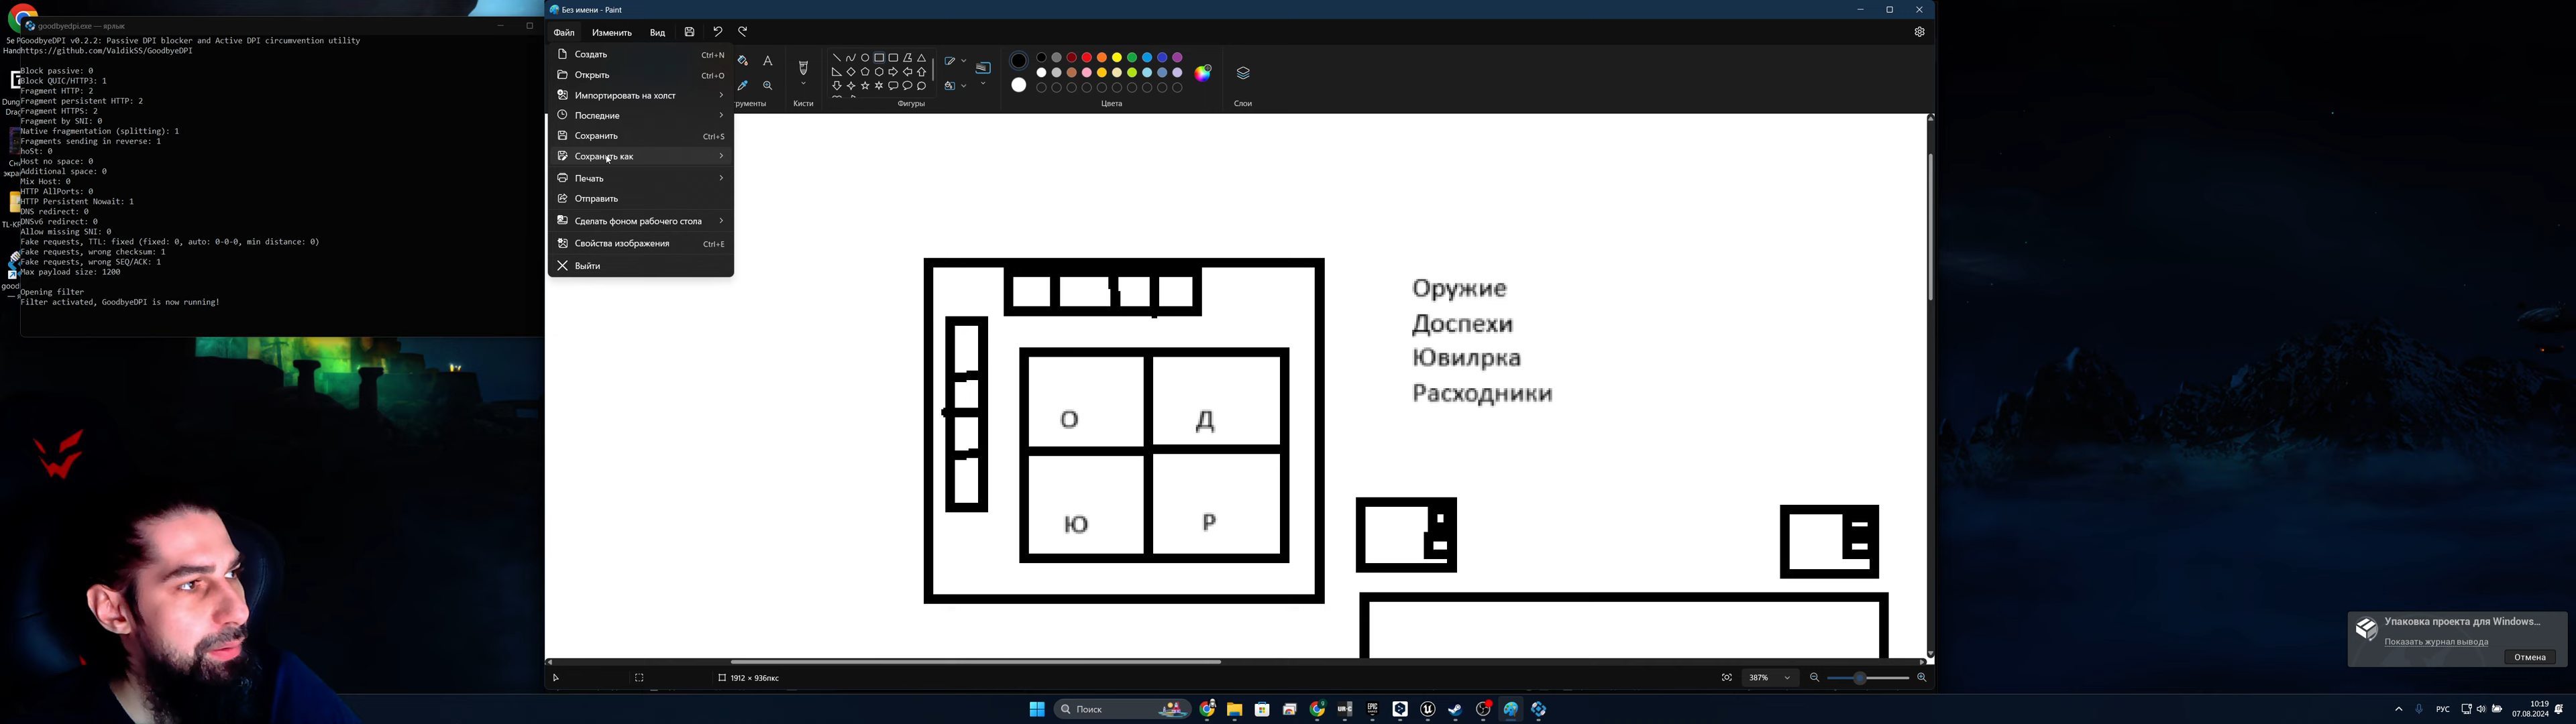 goodbyedpi.exe — ярлык
GoodbyeDPI v0.2.2: Passive DPI blocker and Active DPI circumvention utility
https://github.com/ValdikSS/GoodbyeDPI
Block passive: 0
Block QUIC/HTTP3: 1
Fragment HTTP: 2
Fragment persistent HTTP: 2
Fragment HTTPS: 2
Fragment by SNI: 0
Native fragmentation (splitting): 1
Fragments sending in reverse: 1
hoSt: 0
Host no space: 0
Additional space: 0
Mix Host: 0
HTTP AllPorts: 0
HTTP Persistent Nowait: 1
DNS redirect: 0
DNSv6 redirect: 0
Allow missing SNI: 0
Fake requests, TTL: fixed (fixed: 0, auto: 0-0-0, min distance: 0)
Fake requests, wrong checksum: 1
Fake requests, wrong SEQ/ACK: 1
Max payload size: 1200
Opening filter
Filter activated, GoodbyeDPI is now running!
Без имени - Paint
Файл Изменить Вид
Создать Ctrl+N
Открыть Ctrl+O
Импортировать на холст
Последние
Сохранить Ctrl+S
Сохранить как
Печать
Отправить
Сделать фоном рабочего стола
Свойства изображения Ctrl+E
Выйти
рументы Кисти Фигуры Цвета Слои
Оружие
Доспехи
Ювилрка
Расходники
О Д
Ю Р
1912 × 936пкс
387%
Упаковка проекта для Windows...
Показать журнал вывода
Отмена
Поиск
РУС
10:19
07.08.2024